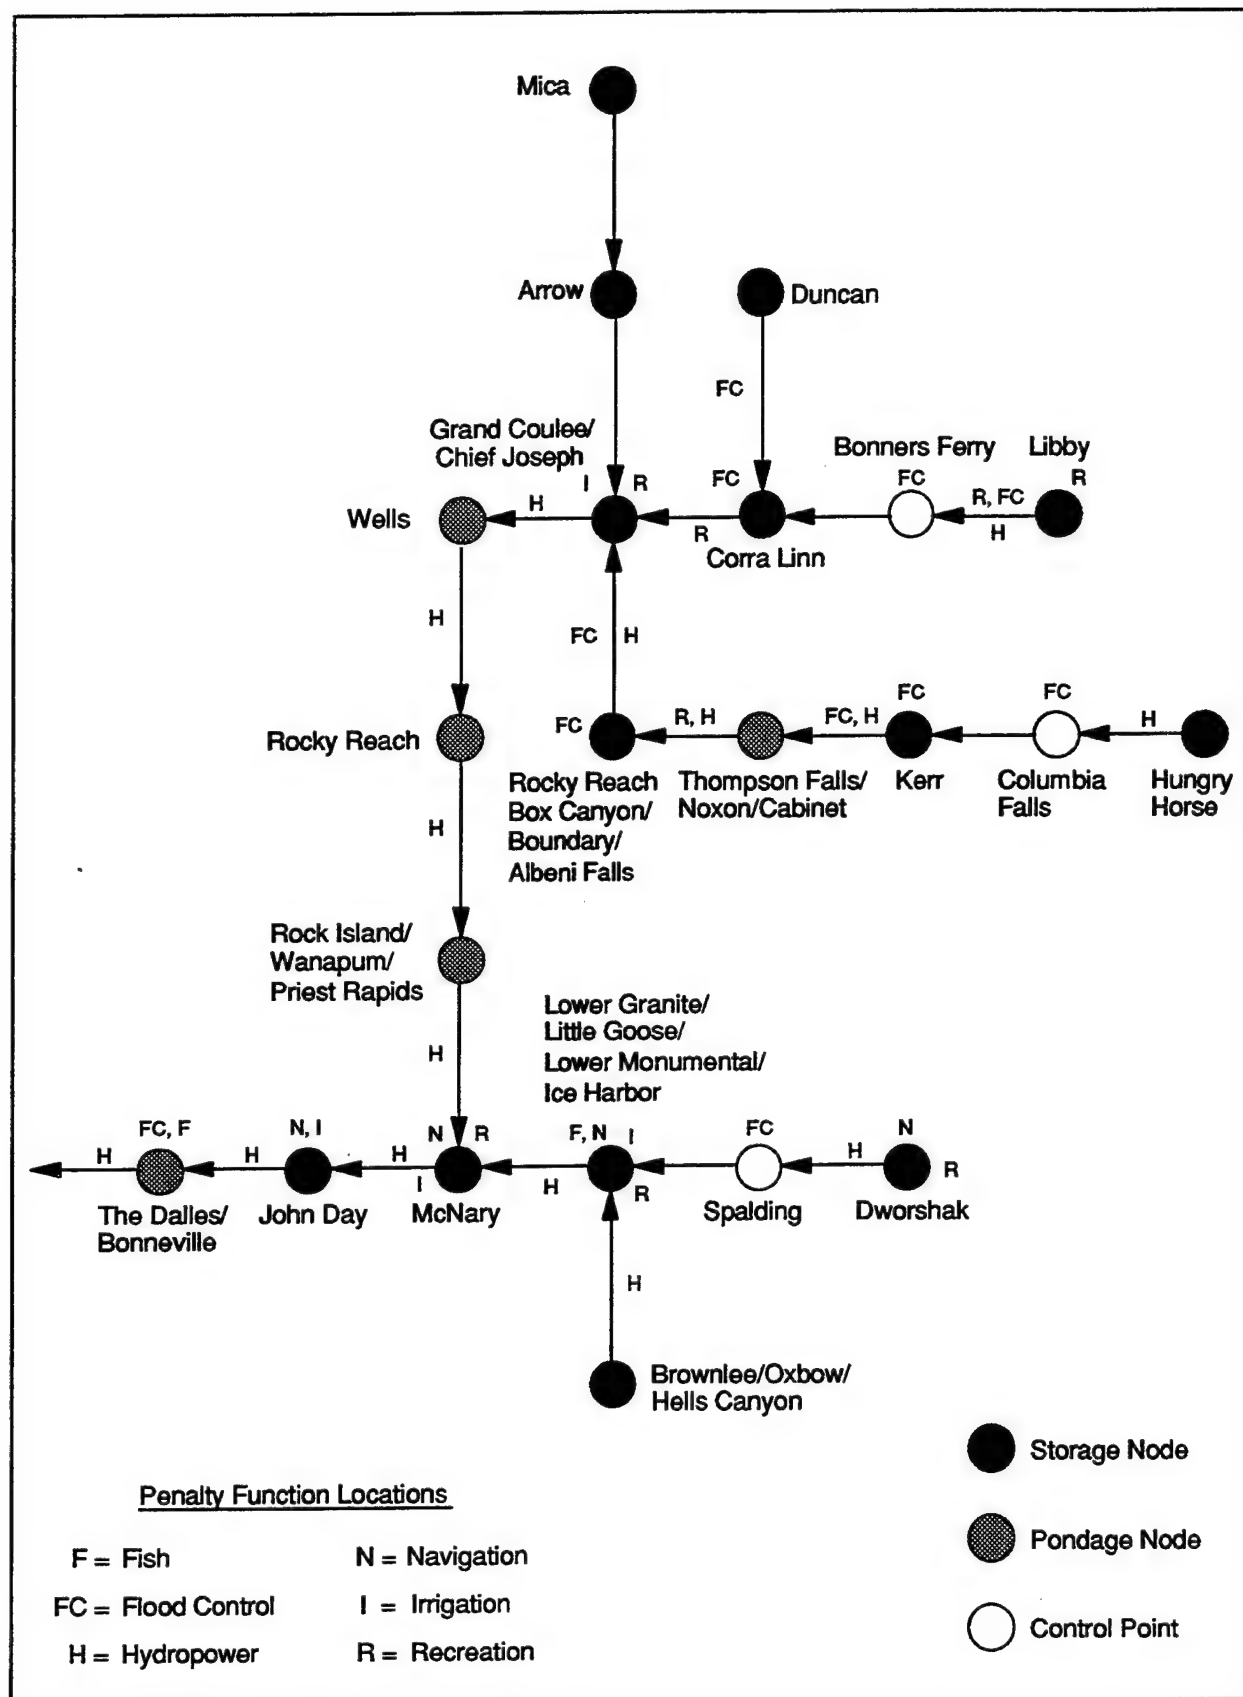 Mica
Arrow
Duncan
FC
Grand Coulee/
Chief Joseph
Bonners Ferry
Libby
I
R
FC
FC
R, FC
R
Wells
H
R
H
Corra Linn
H
FC
H
Rocky Reach
FC
R, H
FC, H
FC
FC
H
Rocky Reach
Box Canyon/
Boundary/
Albeni Falls
Thompson Falls/
Noxon/Cabinet
Kerr
Columbia
Falls
Hungry
Horse
H
Rock Island/
Wanapum/
Priest Rapids
H
Lower Granite/
Little Goose/
Lower Monumental/
Ice Harbor
H
FC, F
H
N, I
H
N
R
H
I
F, N
I
H
R
FC
H
N
R
The Dalles/
Bonneville
John Day
McNary
Spalding
Dworshak
H
Brownlee/Oxbow/
Hells Canyon
Storage Node
Pondage Node
Control Point
Penalty Function Locations
F = Fish
FC = Flood Control
H = Hydropower
N = Navigation
I = Irrigation
R = Recreation